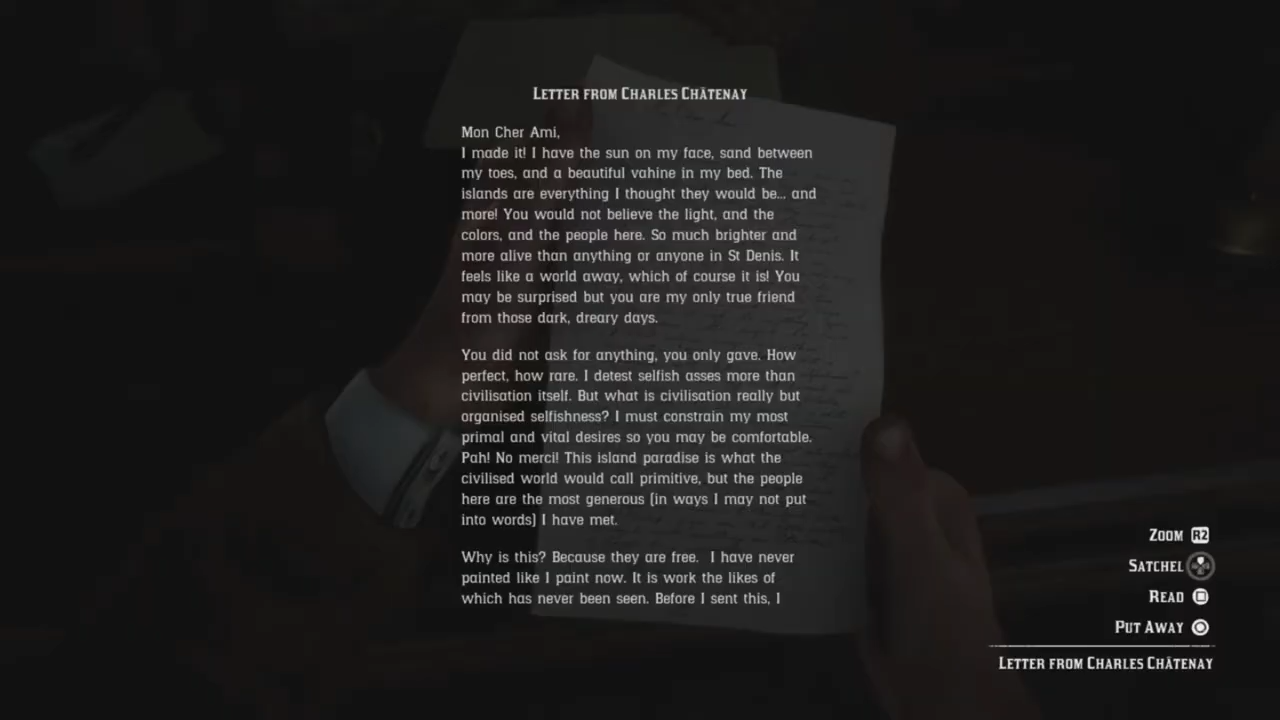 Letter from Charles Châtenay
Mon Cher Ami,
I made it! I have the sun on my face, sand between
my toes, and a beautiful vahine in my bed. The
islands are everything I thought they would be... and
more! You would not believe the light, and the
colors, and the people here. So much brighter and
more alive than anything or anyone in St Denis. It
feels like a world away, which of course it is! You
may be surprised but you are my only true friend
from those dark, dreary days.
You did not ask for anything, you only gave. How
perfect, how rare. I detest selfish asses more than
civilisation itself. But what is civilisation really but
organised selfishness? I must constrain my most
primal and vital desires so you may be comfortable.
Pah! No merci! This island paradise is what the
civilised world would call primitive, but the people
here are the most generous (in ways I may not put
into words) I have met.
Why is this? Because they are free.  I have never
painted like I paint now. It is work the likes of
which has never been seen. Before I sent this, I
Zoom R2
Satchel
Read
Put Away
Letter from Charles Châtenay